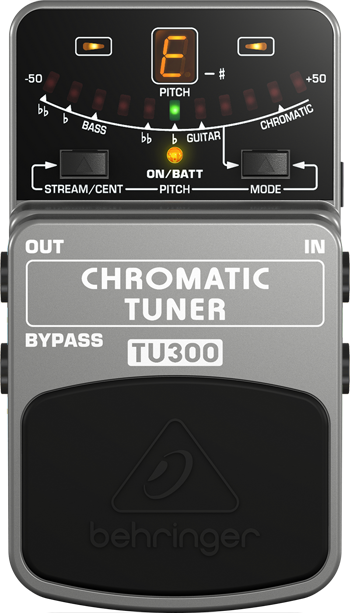 E
-50 — # +50
PITCH
♭♭ ♭ BASS ♭♭ ♭ GUITAR CHROMATIC
ON/BATT
STREAM/CENT PITCH MODE
OUT IN
CHROMATIC
TUNER
BYPASS
TU300
behringer